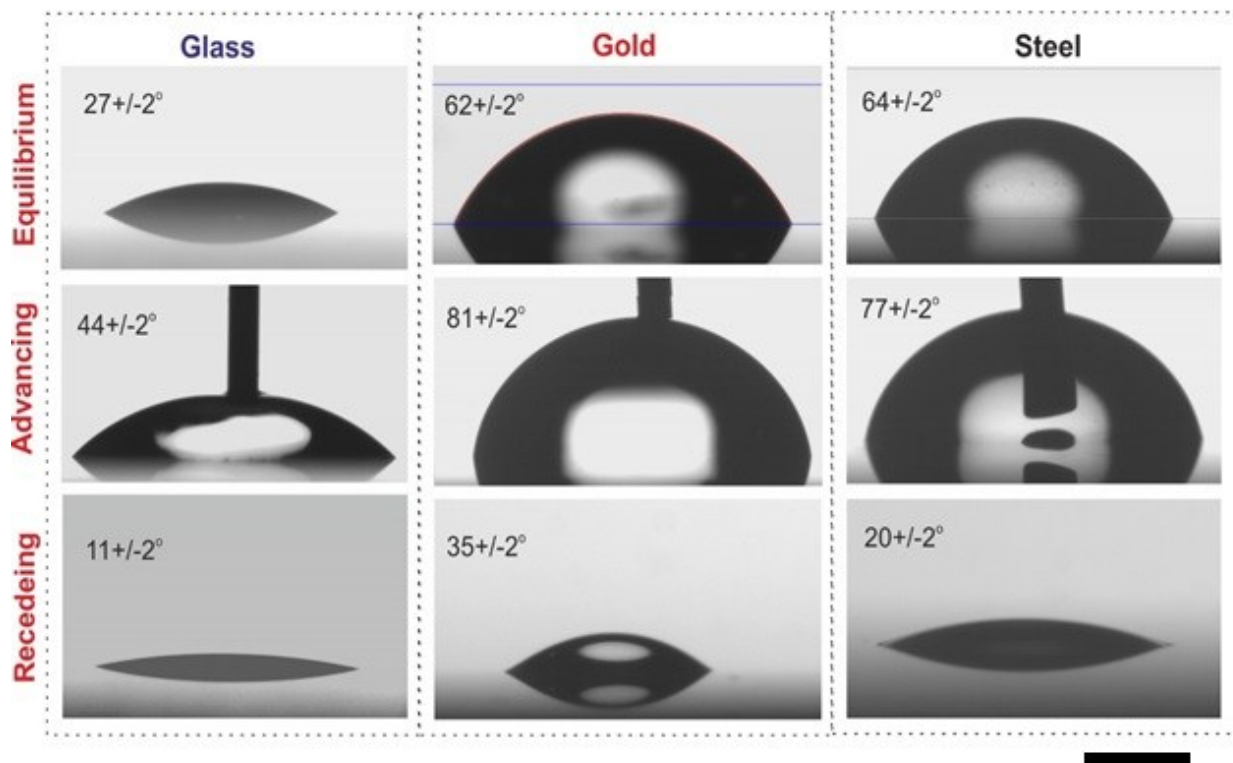 Glass Gold Steel
Equilibrium
27+/-2°
62+/-2°
64+/-2°
Advancing
44+/-2°
81+/-2°
77+/-2°
Recedeing
11+/-2°
35+/-2°
20+/-2°